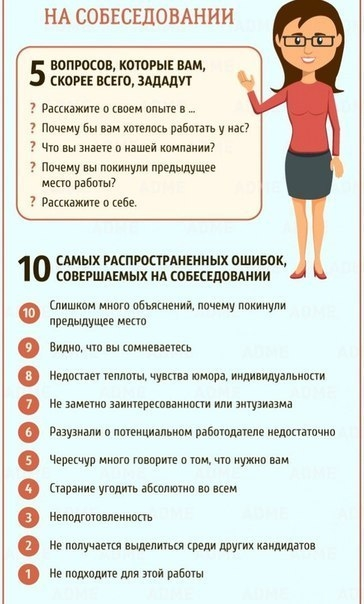 НА СОБЕСЕДОВАНИИ
5 ВОПРОСОВ, КОТОРЫЕ ВАМ,
СКОРЕЕ ВСЕГО, ЗАДАДУТ
? Расскажите о своем опыте в ...
? Почему бы вам хотелось работать у нас?
? Что вы знаете о нашей компании?
? Почему вы покинули предыдущее
место работы?
? Расскажите о себе.
10 САМЫХ РАСПРОСТРАНЕННЫХ ОШИБОК,
СОВЕРШАЕМЫХ НА СОБЕСЕДОВАНИИ
10 Слишком много объяснений, почему покинули
предыдущее место
9 Видно, что вы сомневаетесь
8 Недостает теплоты, чувства юмора, индивидуальности
7 Не заметно заинтересованности или энтузиазма
6 Разузнали о потенциальном работодателе недостаточно
5 Чересчур много говорите о том, что нужно вам
4 Старание угодить абсолютно во всем
3 Неподготовленность
2 Не получается выделиться среди других кандидатов
1 Не подходите для этой работы